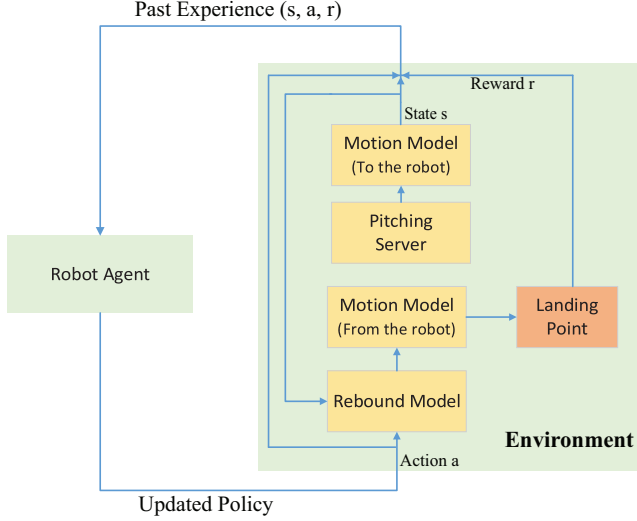 Past Experience (s, a, r)
Reward r
State s
Motion Model
(To the robot)
Pitching
Server
Robot Agent
Motion Model
(From the robot)
Landing
Point
Rebound Model
Environment
Action a
Updated Policy